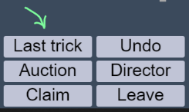 Last trick Undo
Auction Director
Claim Leave